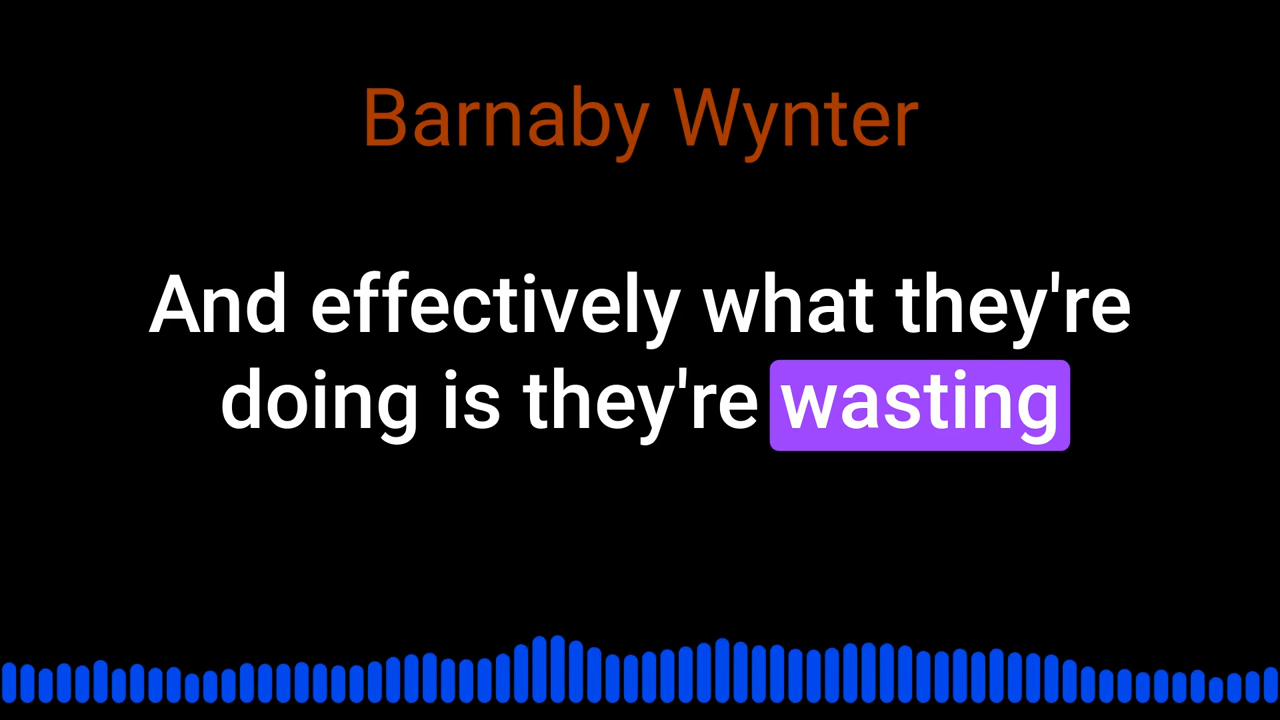 Barnaby Wynter
And effectively what they're
doing is they're wasting